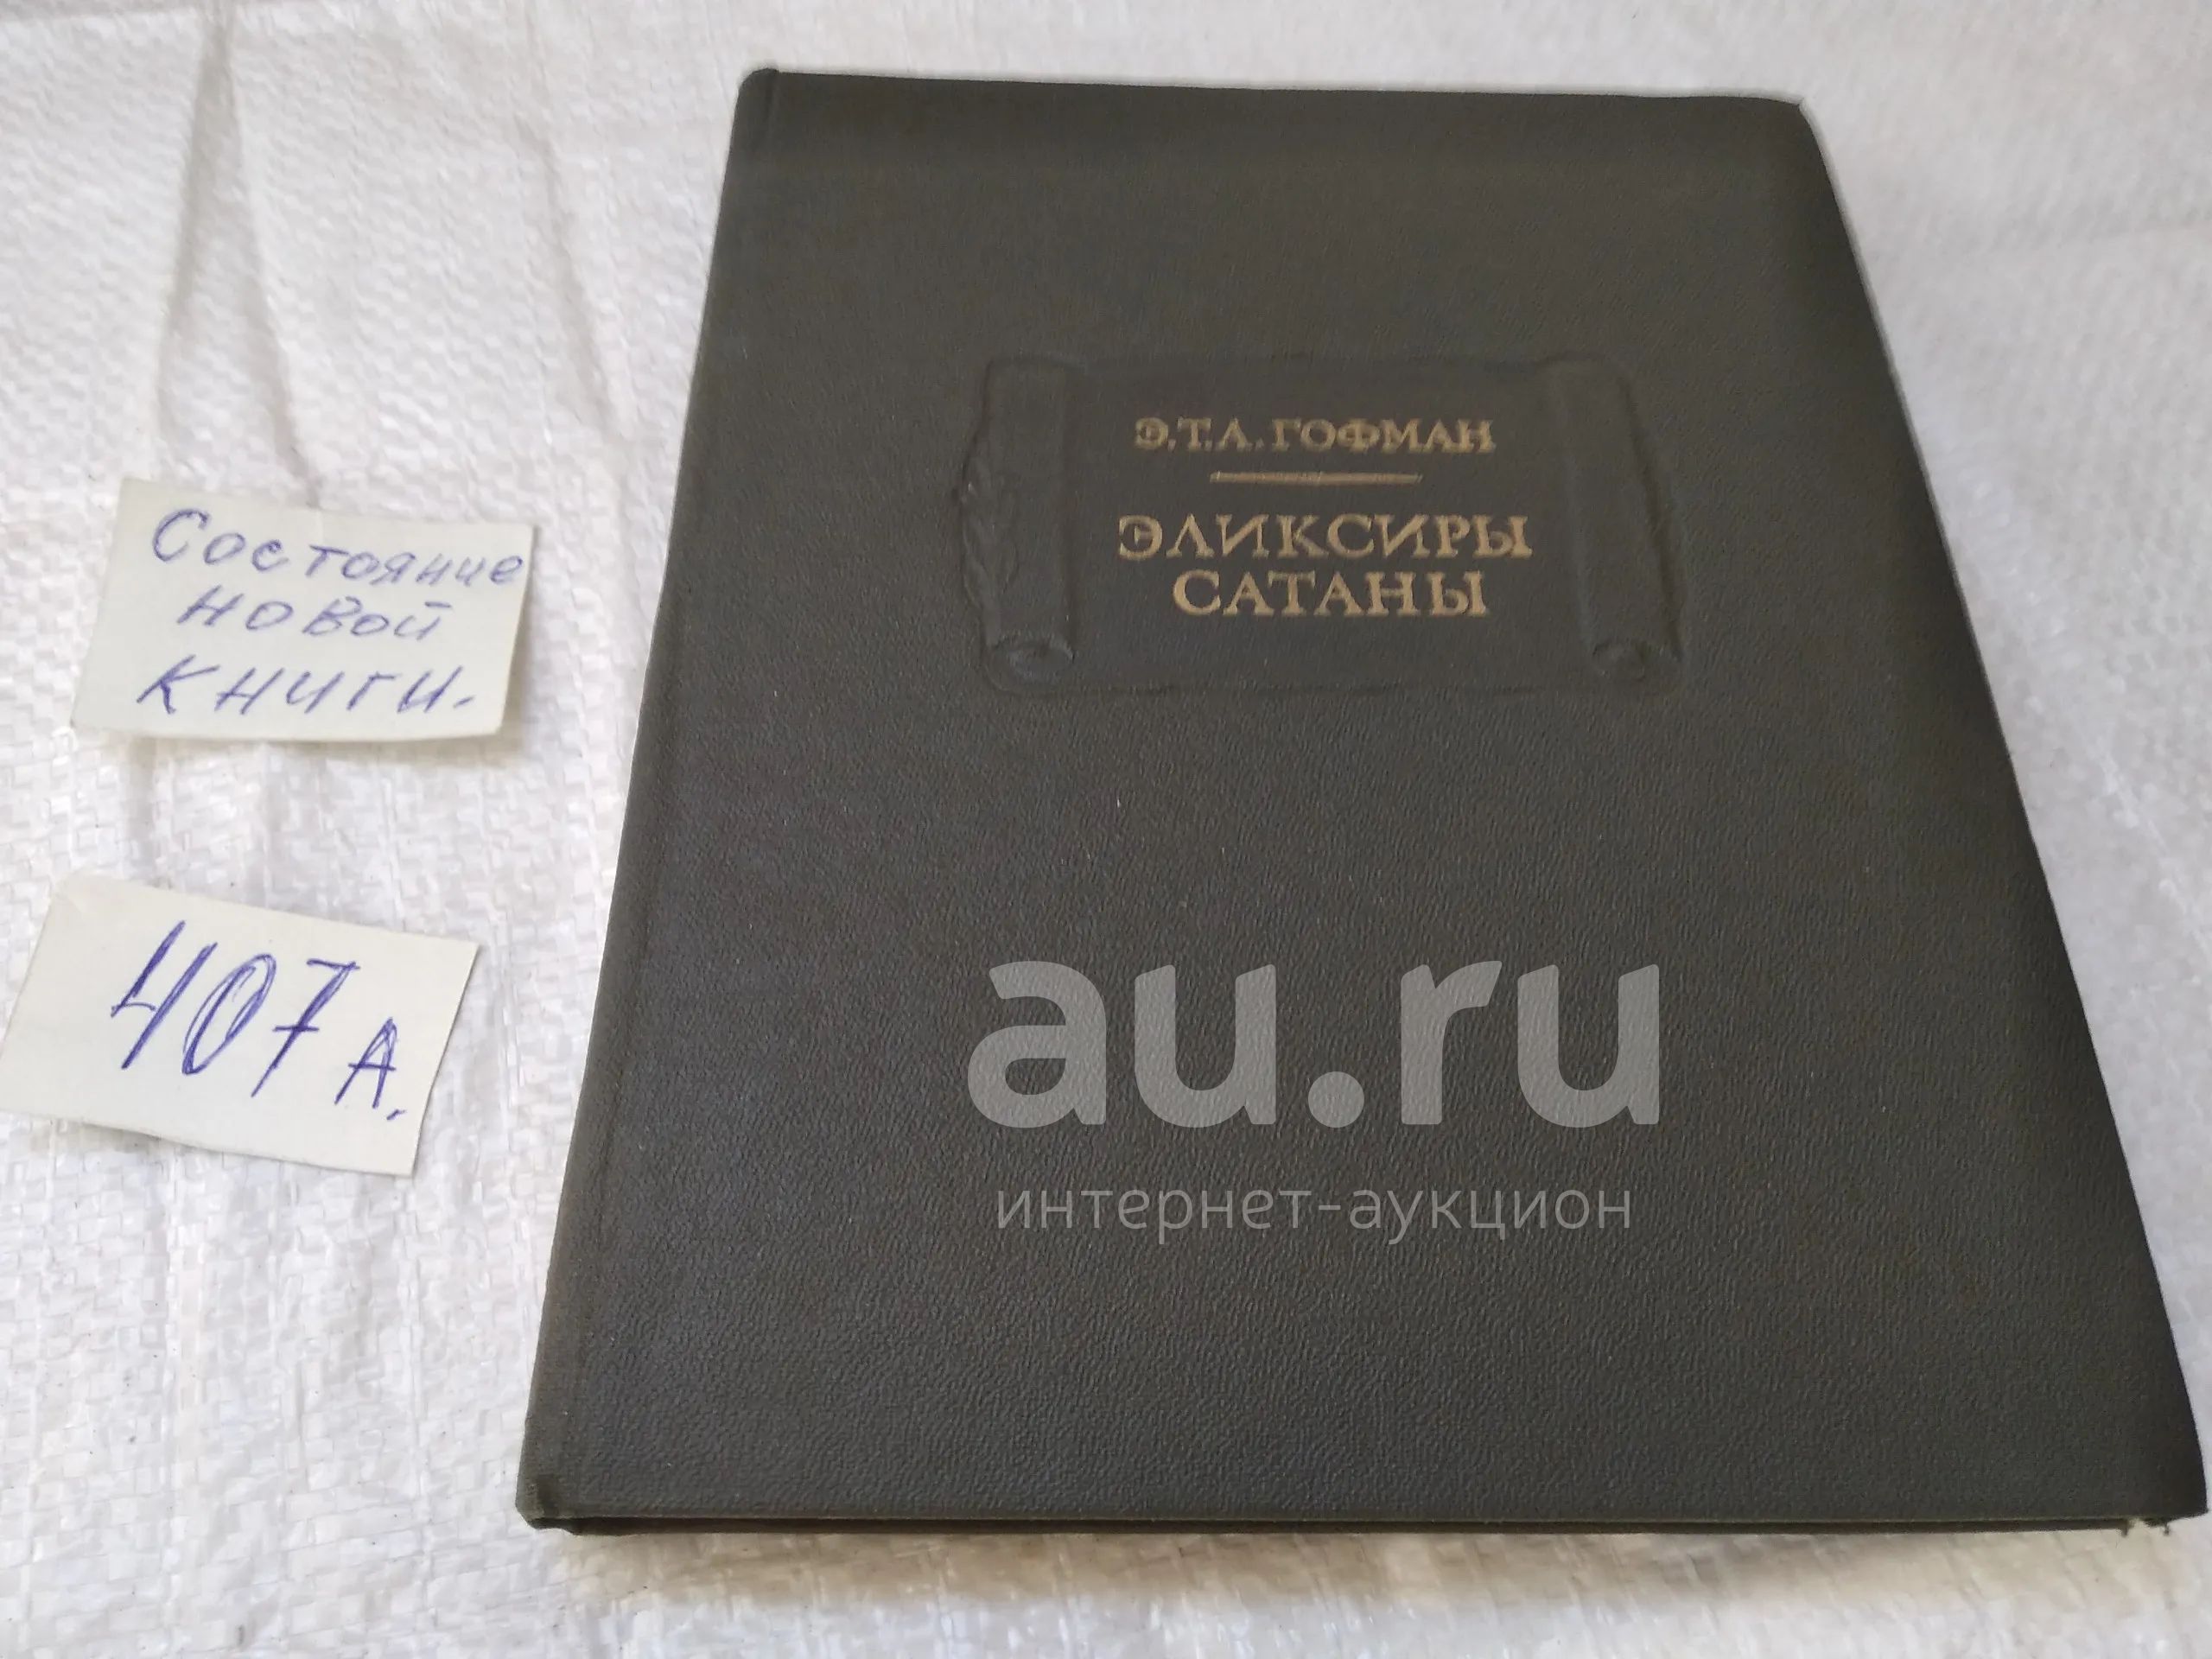 Э.Т.А.ГОФМАН
ЭЛИКСИРЫ
САТАНЫ
Состояние
новой
книги.
407 А.
au.ru
интернет-аукцион